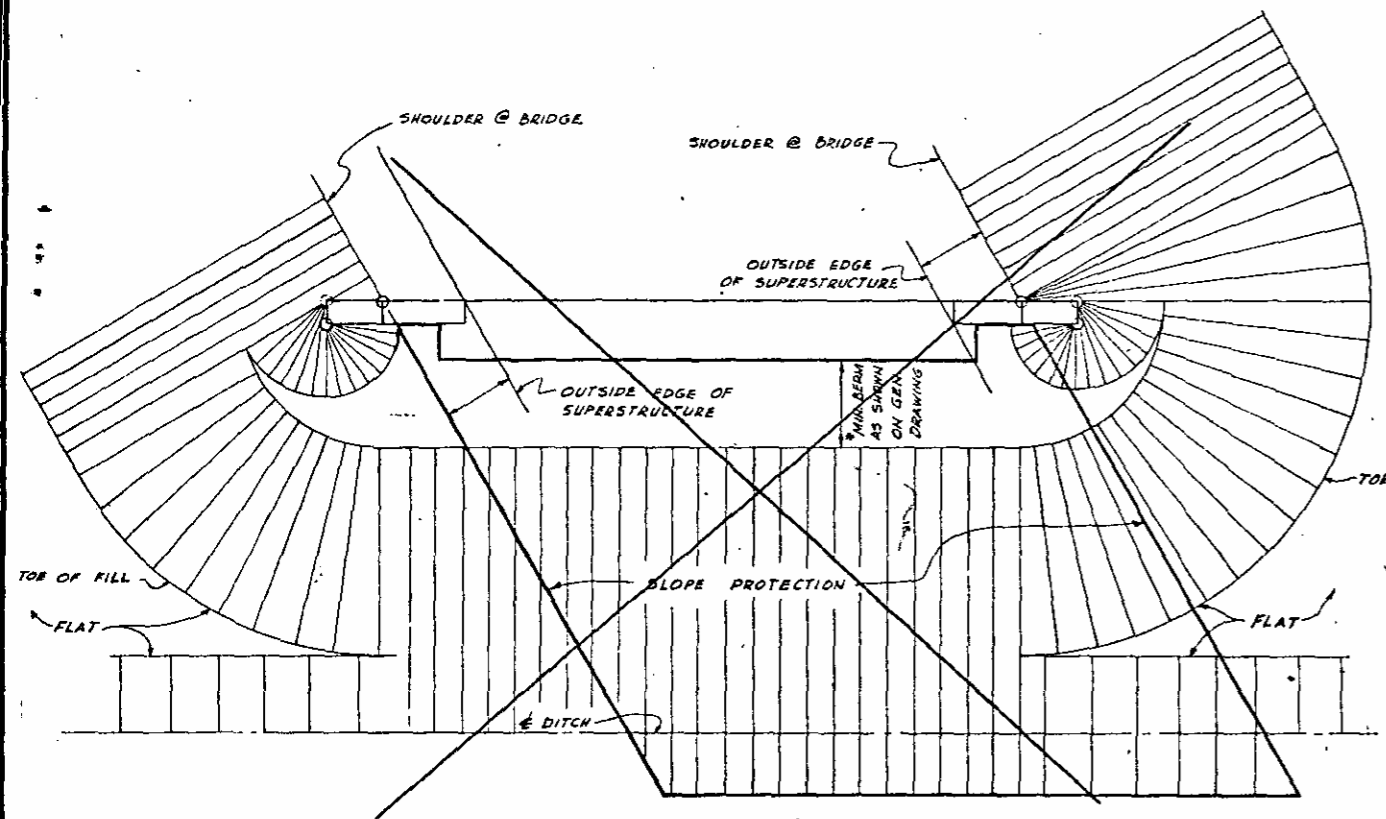 SHOULDER @ BRIDGE
SHOULDER @ BRIDGE
OUTSIDE EDGE
OF SUPERSTRUCTURE
OUTSIDE EDGE OF
SUPERSTRUCTURE
*MIN. BERM
AS SHOWN
ON GEN.
DRAWING
TOE
TOE OF FILL
SLOPE PROTECTION
FLAT
FLAT
℄ DITCH